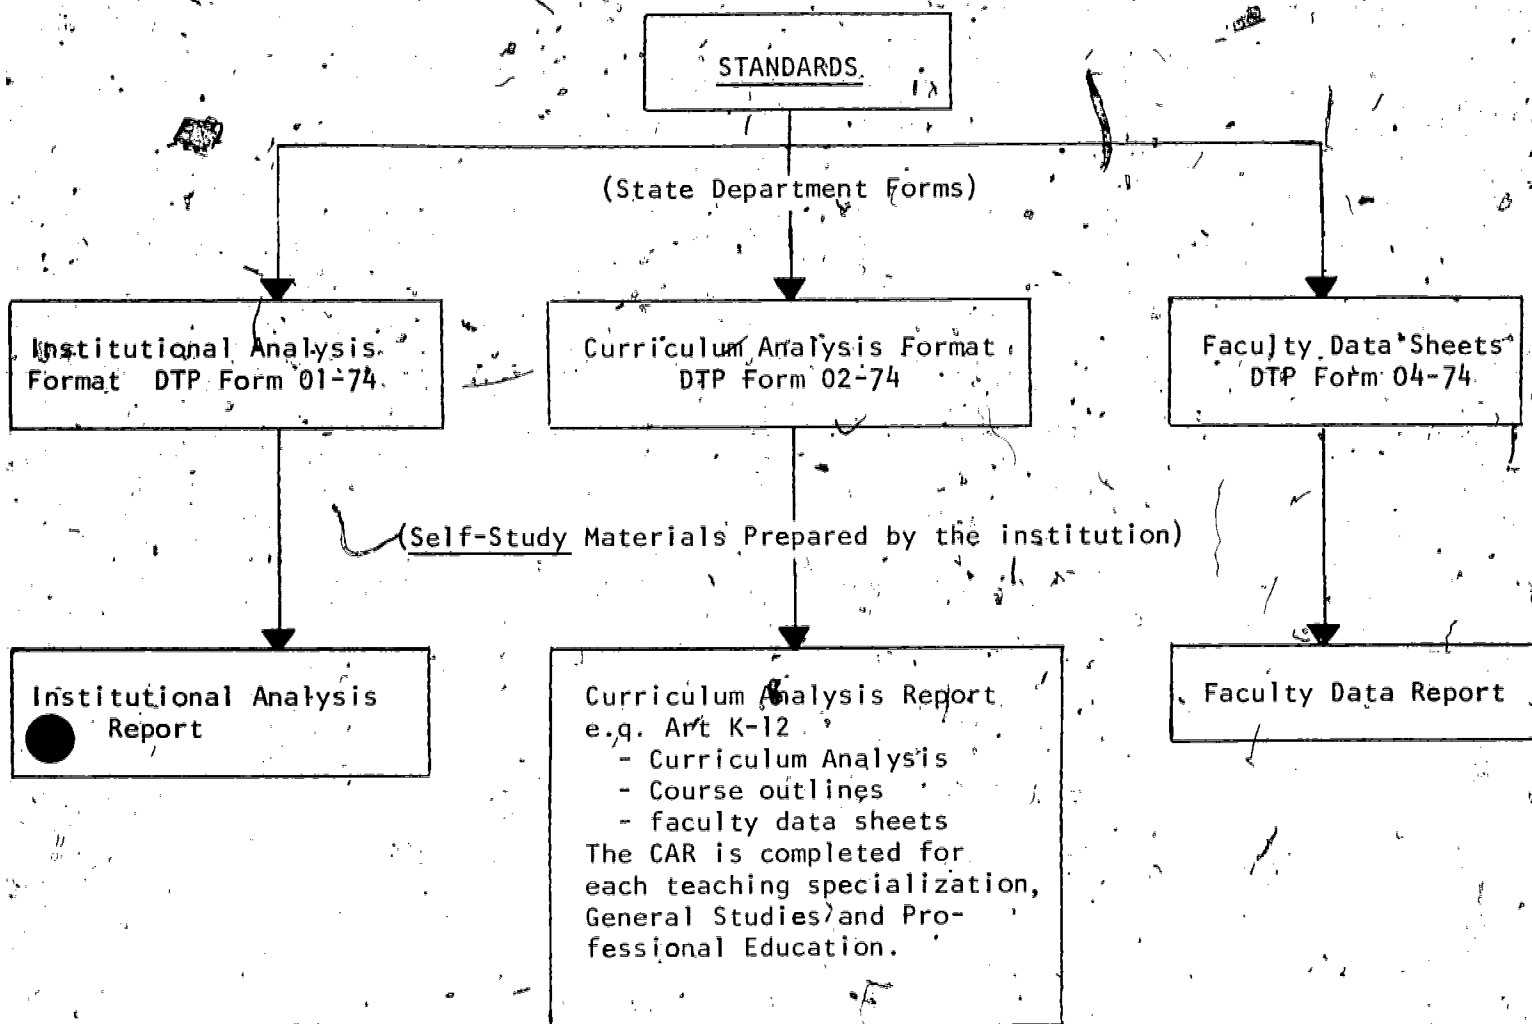 STANDARDS
(State Department Forms)
Institutional Analysis
Format DTP Form 01-74
Curriculum Analysis Format
DTP Form 02-74
Faculty Data Sheets
DTP Form 04-74
(Self-Study Materials Prepared by the institution)
Institutional Analysis
Report
Curriculum Analysis Report
e.q. Art K-12
- Curriculum Analysis
- Course outlines
- faculty data sheets
The CAR is completed for
each teaching specialization,
General Studies and Pro-
fessional Education.
Faculty Data Report